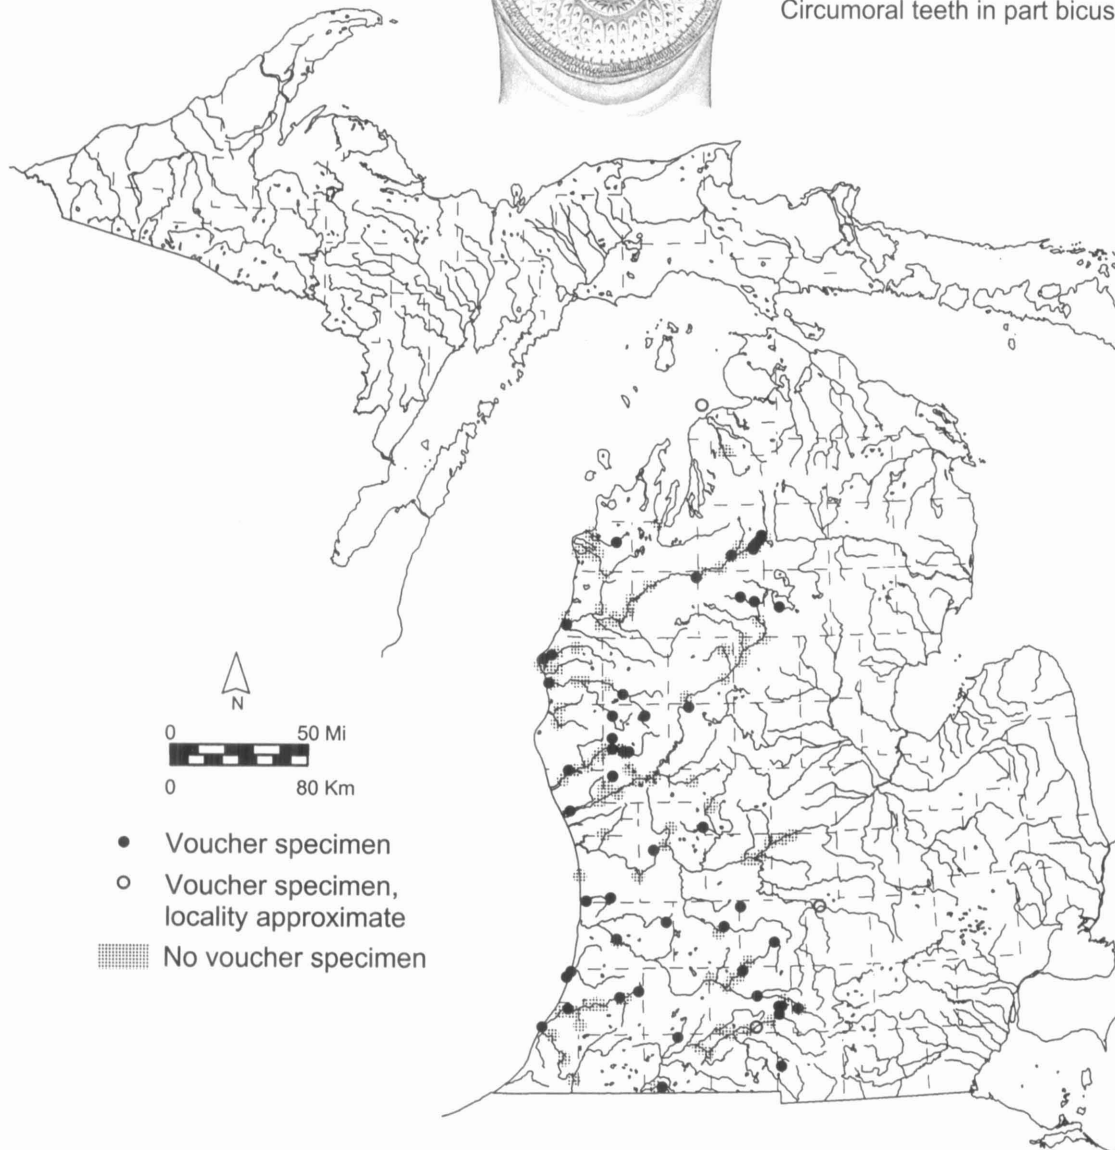 Circumoral teeth in part bicus
N
0 50 Mi
0 80 Km
Voucher specimen
Voucher specimen,
locality approximate
No voucher specimen